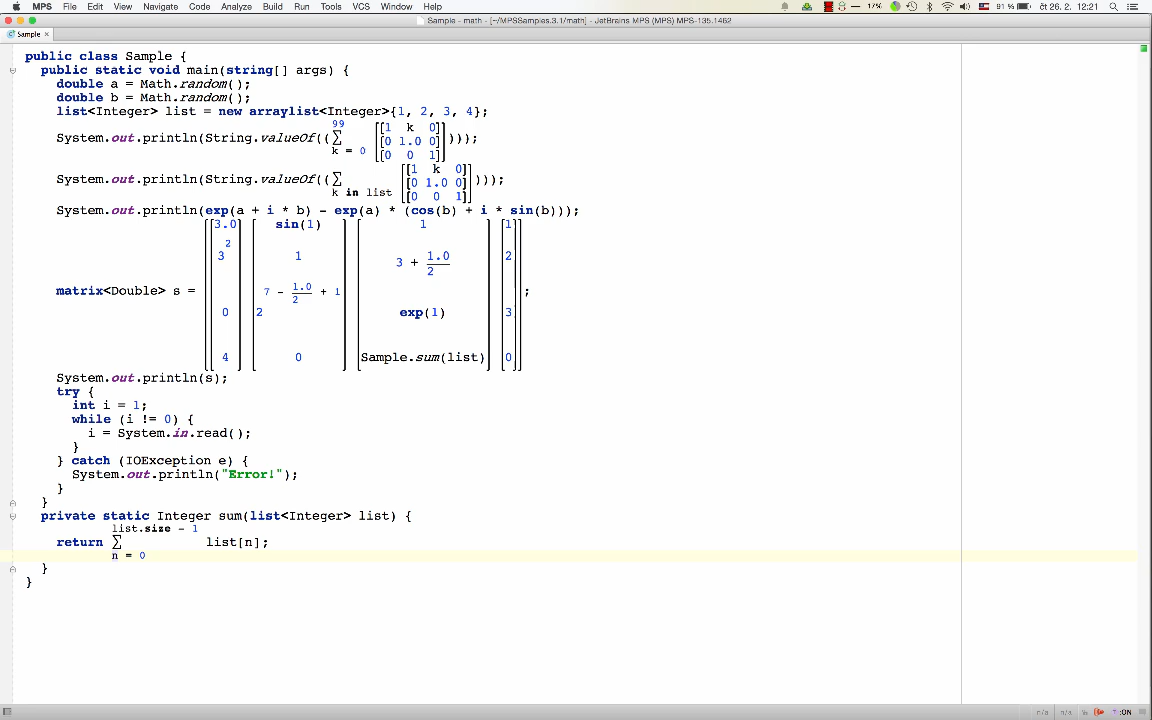 MPS File Edit View Navigate Code Analyze Build Run Tools VCS Window Help 17% 91 % čt 26. 2. 12:21
Sample - math - [~/MPSSamples.3.1/math] - JetBrains MPS (MPS) MPS-135.1462
Sample
public class Sample {
public static void main(string[] args) {
double a = Math.random();
double b = Math.random();
list<Integer> list = new arraylist<Integer>{1, 2, 3, 4};
99
[[1 k 0]
System.out.println(String.valueOf((∑ [0 1.0 0] )));
k = 0 [0 0 1]]
[[1 k 0]
System.out.println(String.valueOf((∑ [0 1.0 0] )));
k in list [0 0 1]]
System.out.println(exp(a + i * b) - exp(a) * (cos(b) + i * sin(b)));
[[3.0] [ sin(1) ] [ 1 ] [1]]
3^2 1 3 + 1.0/2 2
matrix<Double> s = ;
0 2^(7 - 1.0/2 + 1) exp(1) 3
4 0 Sample.sum(list) 0
System.out.println(s);
try {
int i = 1;
while (i != 0) {
i = System.in.read();
}
} catch (IOException e) {
System.out.println("Error!");
}
}
private static Integer sum(list<Integer> list) {
list.size - 1
return ∑ list[n];
n = 0
}
}
n/a n/a T:ON